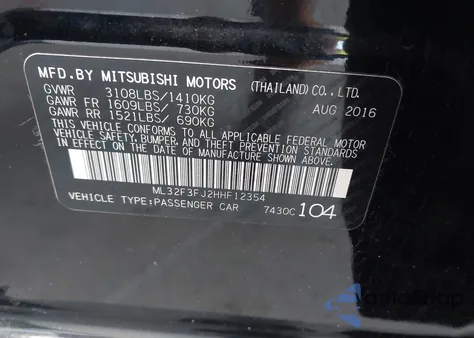 MFD.BY MITSUBISHI MOTORS (THAILAND) CO., LTD.
GVWR 3108LBS/1410KG AUG 2016
GAWR FR 1609LBS/ 730KG
GAWR RR 1521LBS/ 690KG
THIS VEHICLE CONFORMS TO ALL APPLICABLE FEDERAL MOTOR
VEHICLE SAFETY, BUMPER, AND THEFT PREVENTION STANDARDS
IN EFFECT ON THE DATE OF MANUFACTURE SHOWN ABOVE.
ML32F3FJ2HHF12354
VEHICLE TYPE:PASSENGER CAR 7430C 104